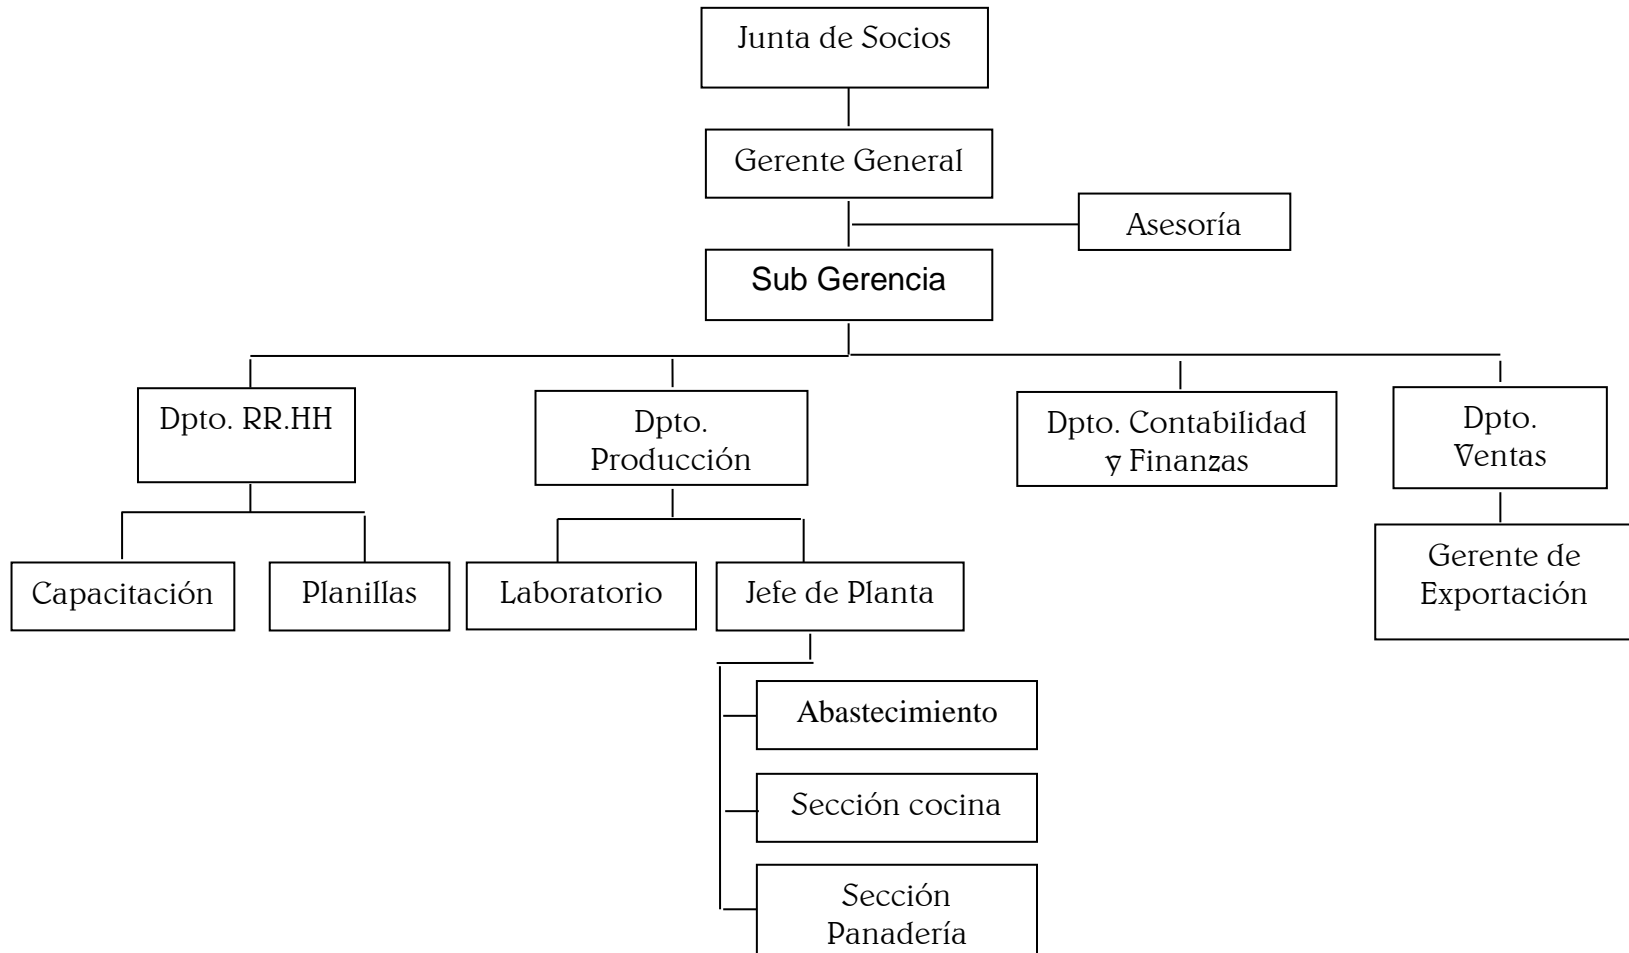 Junta de Socios
Gerente General
Asesoría
Sub Gerencia
Dpto. RR.HH
Dpto.
Producción
Dpto. Contabilidad
y Finanzas
Dpto.
Ventas
Capacitación
Planillas
Laboratorio
Jefe de Planta
Gerente de
Exportación
Abastecimiento
Sección cocina
Sección
Panadería